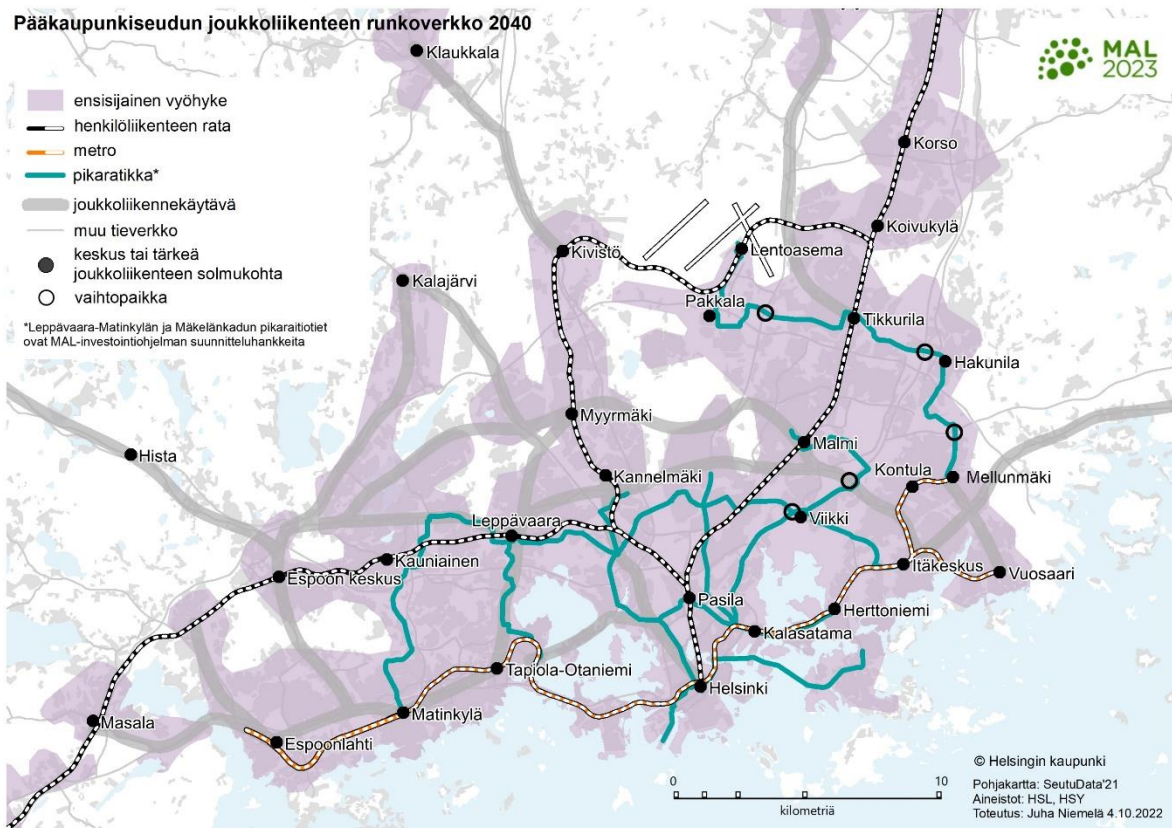 Pääkaupunkiseudun joukkoliikenteen runkoverkko 2040
MAL
2023
ensisijainen vyöhyke
henkilöliikenteen rata
metro
pikaratikka*
joukkoliikennekäytävä
muu tieverkko
keskus tai tärkeä
joukkoliikenteen solmukohta
vaihtopaikka
*Leppävaara-Matinkylän ja Mäkelänkadun pikaraitiotiet
ovat MAL-investointiohjelman suunnitteluhankkeita
Klaukkala
Korso
Koivukylä
Kivistö
Lentoasema
Kalajärvi
Pakkala
Tikkurila
Hakunila
Myyrmäki
Malmi
Hista
Kannelmäki
Kontula
Mellunmäki
Leppävaara
Viikki
Kauniainen
Espoon keskus
Itäkeskus
Vuosaari
Pasila
Herttoniemi
Kalasatama
Tapiola-Otaniemi
Helsinki
Matinkylä
Masala
Espoonlahti
0
10
kilometriä
© Helsingin kaupunki
Pohjakartta: SeutuData'21
Aineistot: HSL, HSY
Toteutus: Juha Niemelä 4.10.2022